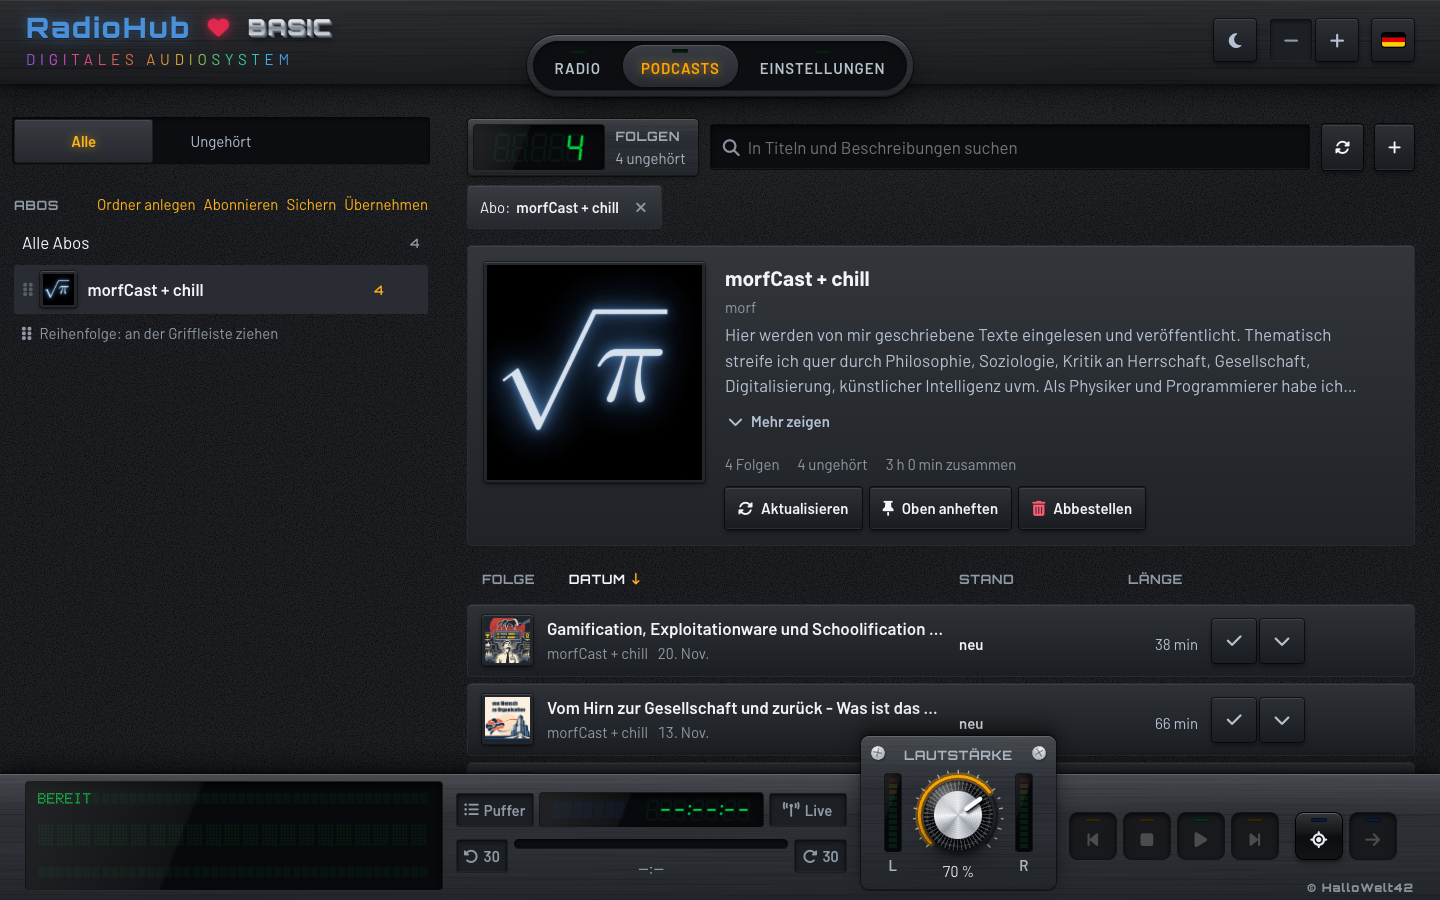 RadioHub BASIC
DIGITALES AUDIOSYSTEM
RADIO PODCASTS EINSTELLUNGEN
Alle Ungehört
4 FOLGEN
4 ungehört
In Titeln und Beschreibungen suchen
ABOS Ordner anlegen Abonnieren Sichern Übernehmen
Alle Abos 4
morfCast + chill 4
Reihenfolge: an der Griffleiste ziehen
Abo: morfCast + chill
√π
morfCast + chill
morf
Hier werden von mir geschriebene Texte eingelesen und veröffentlicht. Thematisch
streife ich quer durch Philosophie, Soziologie, Kritik an Herrschaft, Gesellschaft,
Digitalisierung, künstlicher Intelligenz uvm. Als Physiker und Programmierer habe ich...
Mehr zeigen
4 Folgen 4 ungehört 3 h 0 min zusammen
Aktualisieren Oben anheften Abbestellen
FOLGE DATUM ↓ STAND LÄNGE
Gamification, Exploitationware und Schoolification ...
morfCast + chill 20. Nov.
neu 38 min
Vom Hirn zur Gesellschaft und zurück - Was ist das ...
morfCast + chill 13. Nov.
neu 66 min
BEREIT
Puffer --:--:-- Live
30 --:-- 30
LAUTSTÄRKE
L 70 % R
© HalloWelt42